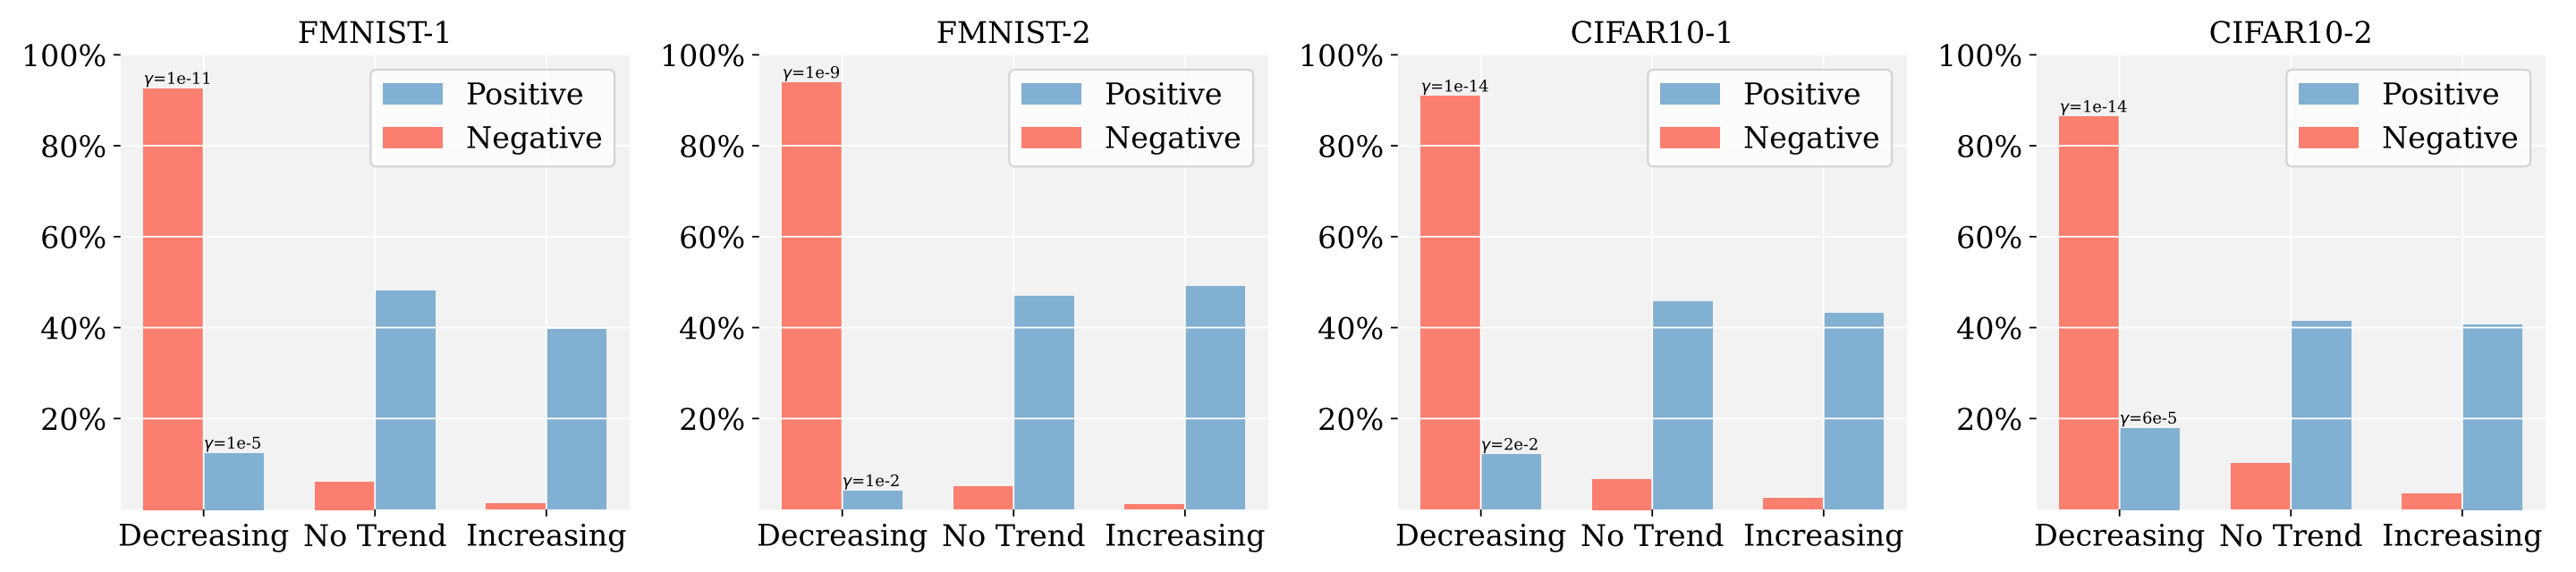 FMNIST-1
100%
80%
60%
40%
20%
γ=1e-11
γ=1e-5
Positive
Negative
Decreasing No Trend Increasing
FMNIST-2
100%
80%
60%
40%
20%
γ=1e-9
γ=1e-2
Positive
Negative
Decreasing No Trend Increasing
CIFAR10-1
100%
80%
60%
40%
20%
γ=1e-14
γ=2e-2
Positive
Negative
Decreasing No Trend Increasing
CIFAR10-2
100%
80%
60%
40%
20%
γ=1e-14
γ=6e-5
Positive
Negative
Decreasing No Trend Increasing